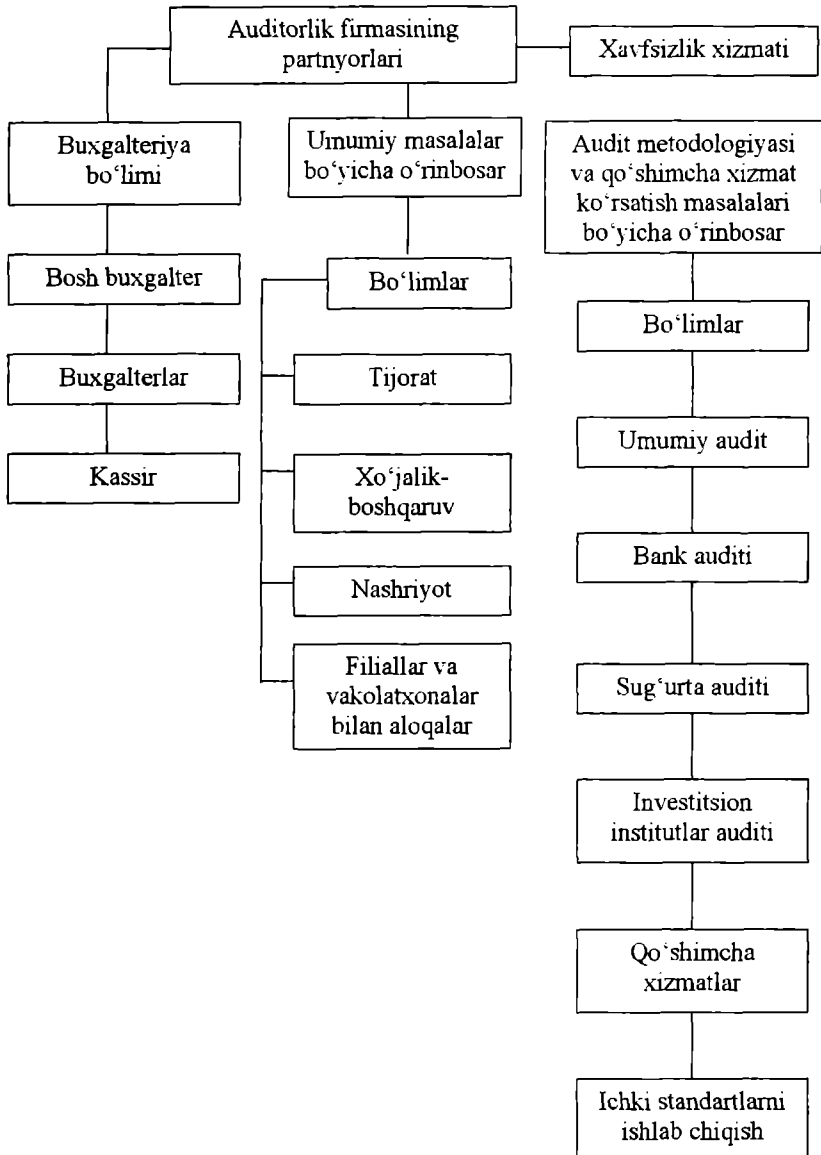 Auditorlik firmasining
partnyorlari
Xavfsizlik xizmati
Buxgalteriya
bo‘limi
Bosh buxgalter
Buxgalterlar
Kassir
Umumiy masalalar
bo‘yicha o‘rinbosar
Bo‘limlar
Tijorat
Xo‘jalik-
boshqaruv
Nashriyot
Filiallar va
vakolatxonalar
bilan aloqalar
Audit metodologiyasi
va qo‘shimcha xizmat
ko‘rsatish masalalari
bo‘yicha o‘rinbosar
Bo‘limlar
Umumiy audit
Bank auditi
Sug‘urta auditi
Investitsion
institutlar auditi
Qo‘shimcha
xizmatlar
Ichki standartlarni
ishlab chiqish